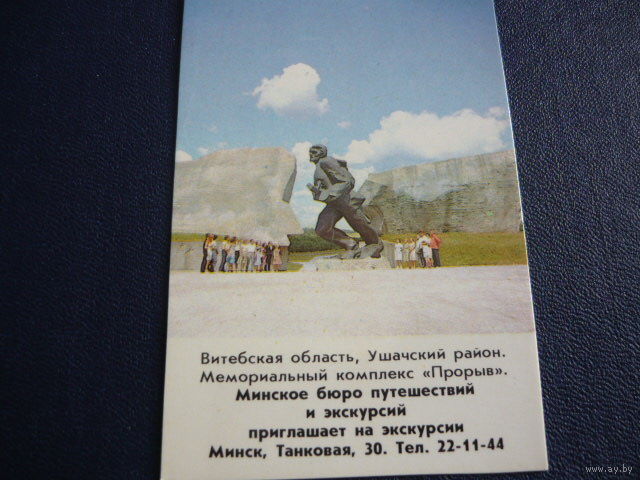 Витебская область, Ушачский район.
Мемориальный комплекс «Прорыв».
Минское бюро путешествий
и экскурсий
приглашает на экскурсии
Минск, Танковая, 30. Тел. 22-11-44
www.ay.by